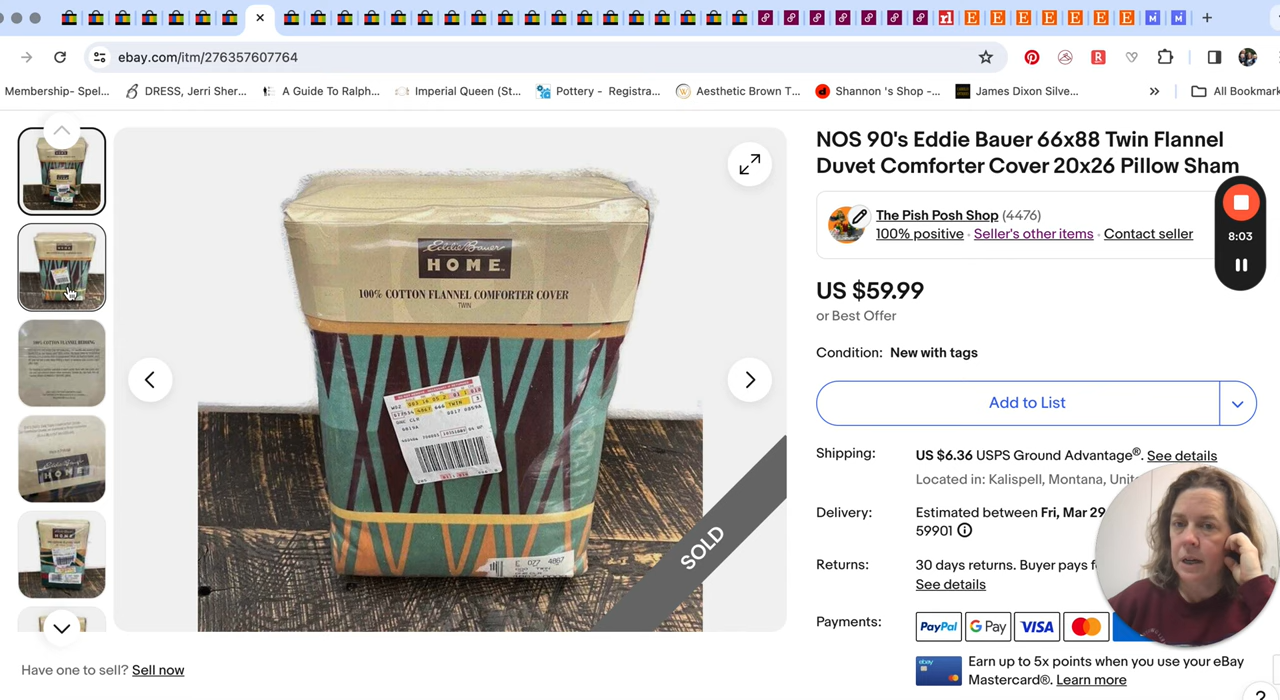 ebay.com/itm/276357607764
Membership- Spel...
DRESS, Jerri Sher...
A Guide To Ralph...
Imperial Queen (St...
Pottery - Registra...
Aesthetic Brown T...
Shannon 's Shop -...
James Dixon Silve...
»
All Bookmark
NOS 90's Eddie Bauer 66x88 Twin Flannel
Duvet Comforter Cover 20x26 Pillow Sham
The Pish Posh Shop (4476)
100% positive · Seller's other items · Contact seller
8:03
US $59.99
or Best Offer
Condition: New with tags
Add to List
Shipping: US $6.36 USPS Ground Advantage®. See details
Located in: Kalispell, Montana, Unit
Delivery: Estimated between Fri, Mar 29
59901
Returns: 30 days returns. Buyer pays f
See details
Payments: PayPal G Pay VISA
ebay
Earn up to 5x points when you use your eBay
Mastercard®. Learn more
Eddie Bauer
HOME
100% COTTON FLANNEL COMFORTER COVER
TWIN
SOLD
Have one to sell? Sell now